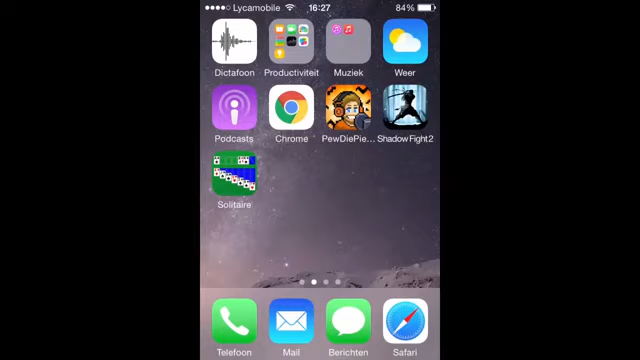 Lycamobile 16:27 84%
Dictafoon Productiviteit Muziek Weer
Podcasts Chrome PewDiePie... Shadow Fight 2
Solitaire
Telefoon Mail Berichten Safari